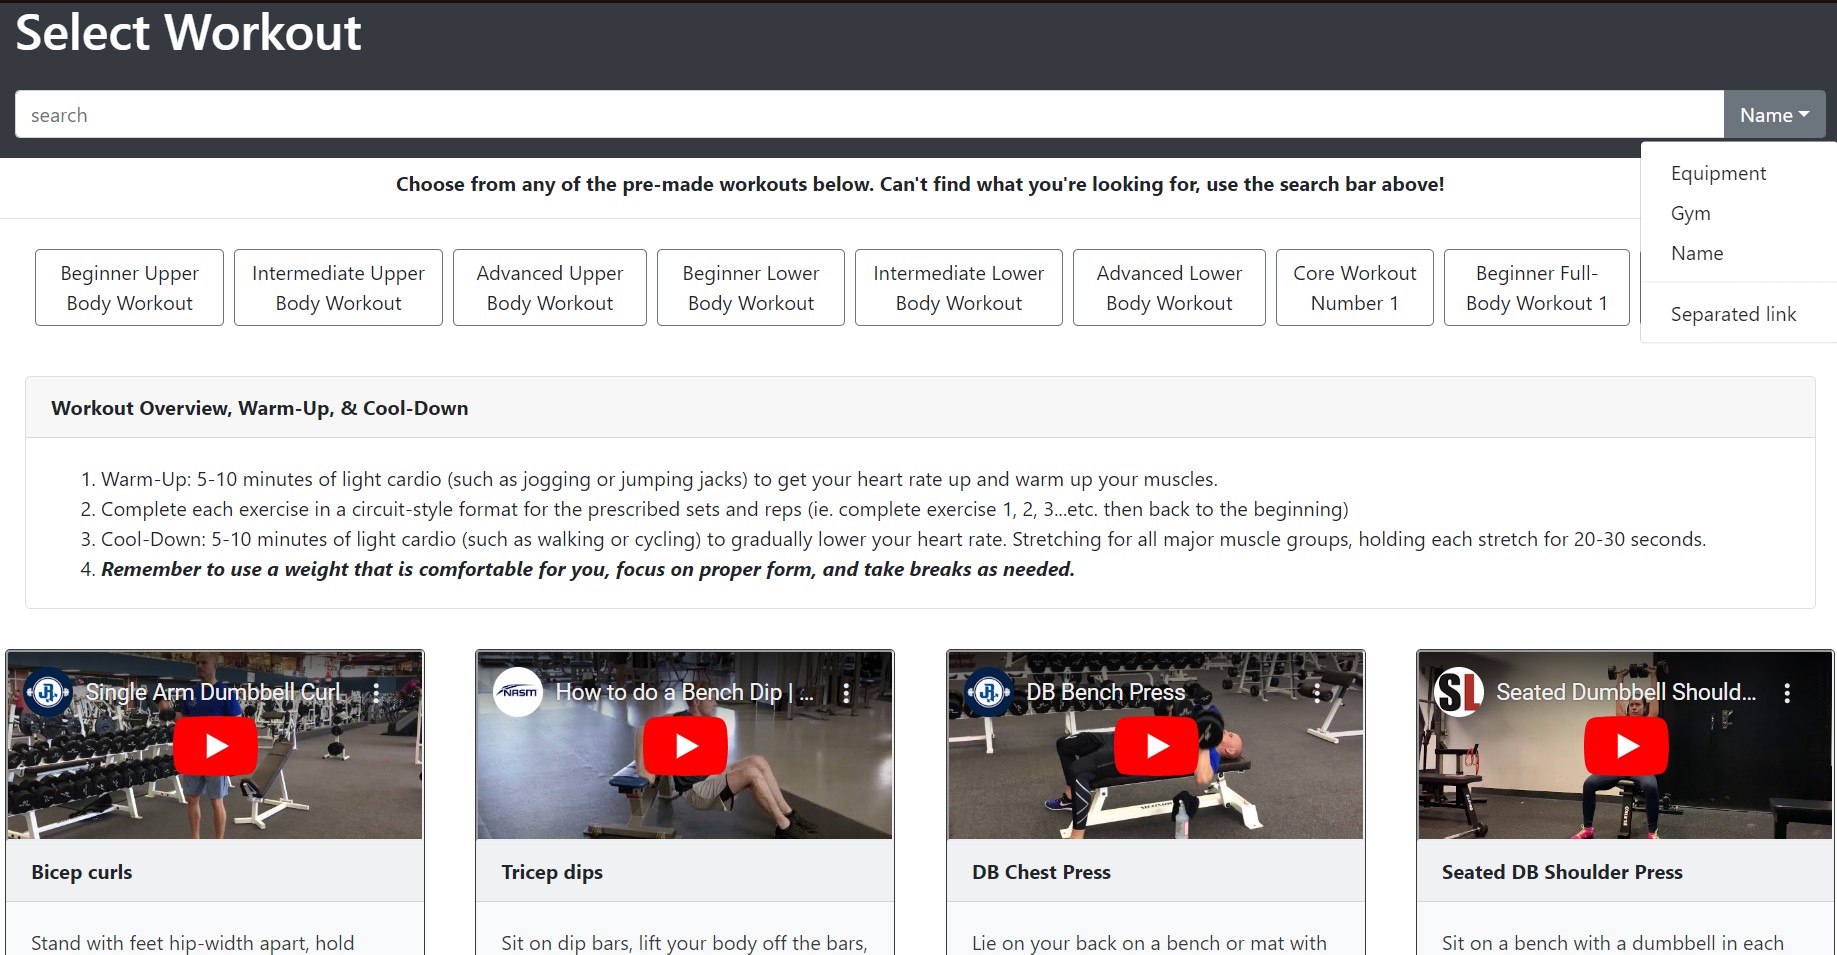 Select Workout
search
Name
Equipment
Gym
Name
Separated link
Choose from any of the pre-made workouts below. Can't find what you're looking for, use the search bar above!
Beginner Upper
Body Workout
Intermediate Upper
Body Workout
Advanced Upper
Body Workout
Beginner Lower
Body Workout
Intermediate Lower
Body Workout
Advanced Lower
Body Workout
Core Workout
Number 1
Beginner Full-
Body Workout 1
Workout Overview, Warm-Up, & Cool-Down
1. Warm-Up: 5-10 minutes of light cardio (such as jogging or jumping jacks) to get your heart rate up and warm up your muscles.
2. Complete each exercise in a circuit-style format for the prescribed sets and reps (ie. complete exercise 1, 2, 3...etc. then back to the beginning)
3. Cool-Down: 5-10 minutes of light cardio (such as walking or cycling) to gradually lower your heart rate. Stretching for all major muscle groups, holding each stretch for 20-30 seconds.
4. Remember to use a weight that is comfortable for you, focus on proper form, and take breaks as needed.
JR
Single Arm Dumbbell Curl
NASM
How to do a Bench Dip | ...
JR
DB Bench Press
SL
Seated Dumbbell Should...
Bicep curls
Tricep dips
DB Chest Press
Seated DB Shoulder Press
Stand with feet hip-width apart, hold
Sit on dip bars, lift your body off the bars,
Lie on your back on a bench or mat with
Sit on a bench with a dumbbell in each